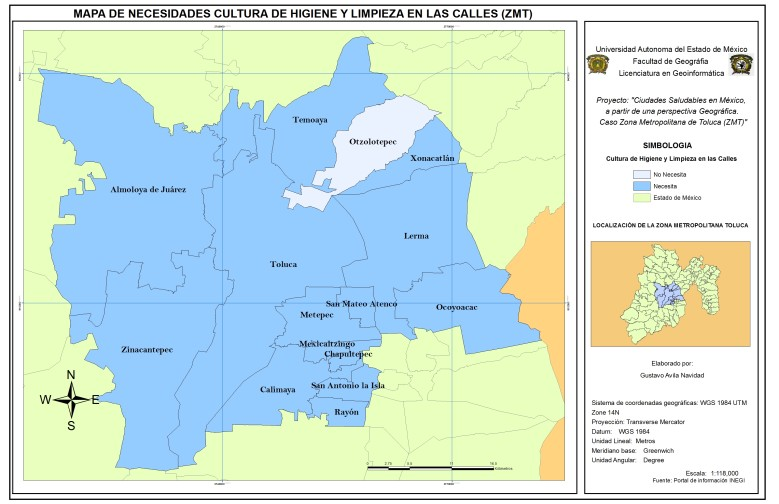 MAPA DE NECESIDADES CULTURA DE HIGIENE Y LIMPIEZA EN LAS CALLES (ZMT)
Temoaya
Otzolotepec
Xonacatlán
Almoloya de Juárez
Lerma
Toluca
San Mateo Atenco
Metepec
Ocoyoacac
Zinacantepec
Mexicaltzingo
Chapultepec
Calimaya
San Antonio la Isla
Rayón
N
W
E
S
Universidad Autonoma del Estado de México
Facultad de Geográfia
Licenciatura en Geoinformática
Proyecto: "Ciudades Saludables en México,
a partir de una perspectiva Geográfica.
Caso Zona Metropolitana de Toluca (ZMT)"
SIMBOLOGIA
Cultura de Higiene y Limpieza en las Calles
No Necesita
Necesita
Estado de México
LOCALIZACIÓN DE LA ZONA METROPOLITANA TOLUCA
Elaborado por:
Gustavo Avila Navidad
Sistema de coordenadas geográficas: WGS 1984 UTM
Zone 14N
Proyección: Transverse Mercator
Datum: WGS 1984
Unidad Lineal: Metros
Meridiano base: Greenwich
Unidad Angular: Degree
Escala: 1:118,000
Fuente: Portal de información INEGI